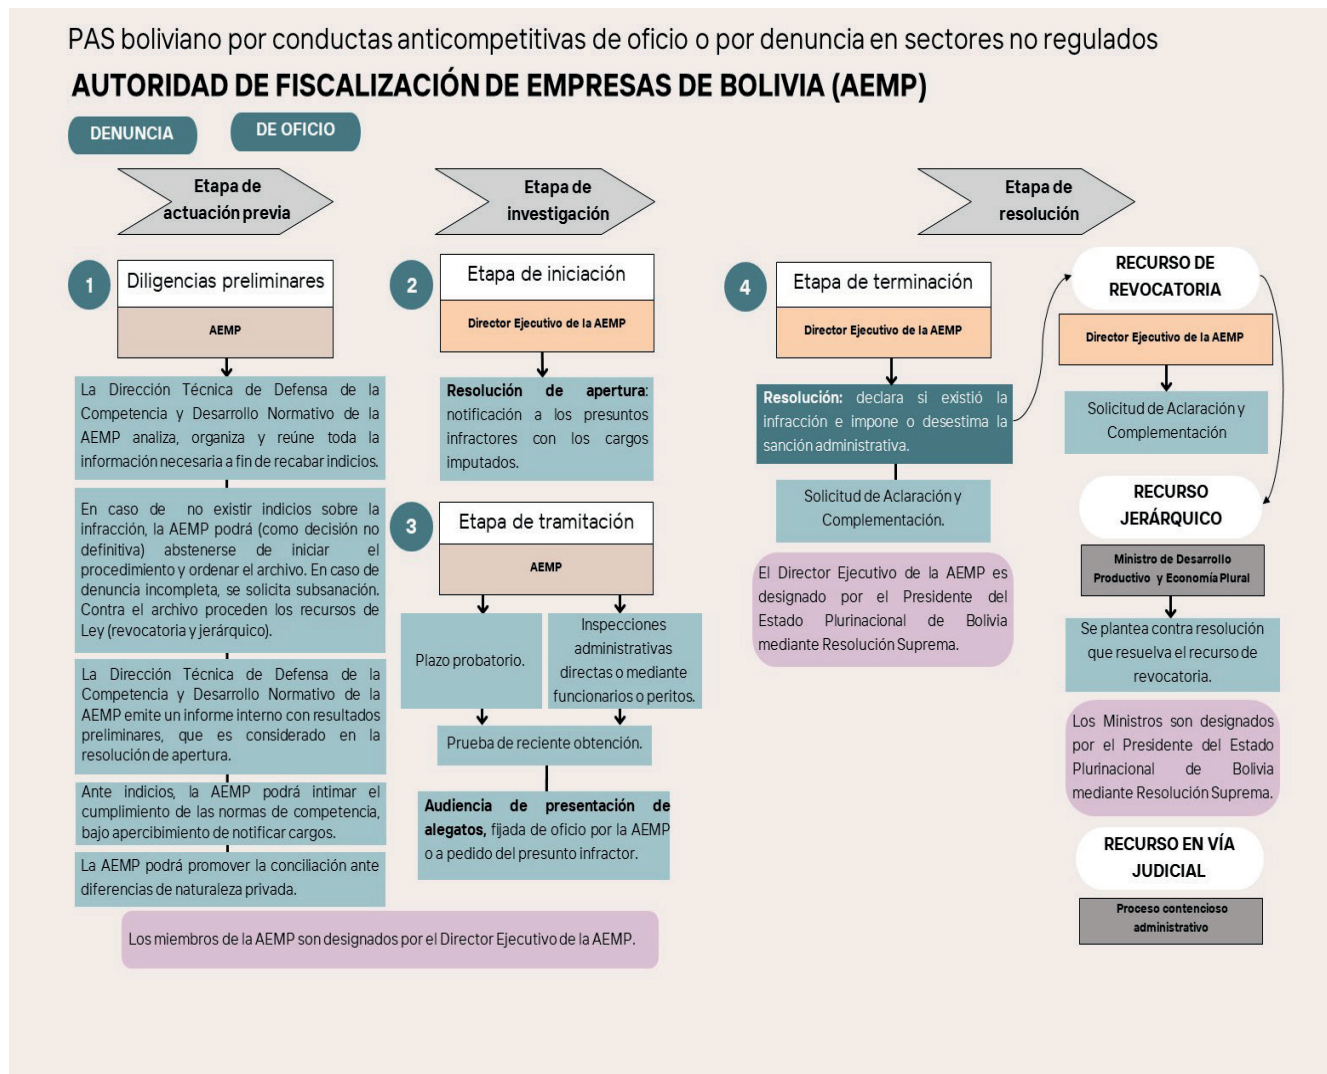 PAS boliviano por conductas anticompetitivas de oficio o por denuncia en sectores no regulados
AUTORIDAD DE FISCALIZACIÓN DE EMPRESAS DE BOLIVIA (AEMP)
DENUNCIA
DE OFICIO
Etapa de
actuación previa
Etapa de
investigación
Etapa de
resolución
1
Diligencias preliminares
AEMP
La Dirección Técnica de Defensa de la
Competencia y Desarrollo Normativo de la
AEMP analiza, organiza y reúne toda la
información necesaria a fin de recabar indicios.
En caso de no existir indicios sobre la
infracción, la AEMP podrá (como decisión no
definitiva) abstenerse de iniciar el
procedimiento y ordenar el archivo. En caso de
denuncia incompleta, se solicita subsanación.
Contra el archivo proceden los recursos de
Ley (revocatoria y jerárquico).
La Dirección Técnica de Defensa de la
Competencia y Desarrollo Normativo de la
AEMP emite un informe interno con resultados
preliminares, que es considerado en la
resolución de apertura.
Ante indicios, la AEMP podrá intimar el
cumplimiento de las normas de competencia,
bajo apercibimiento de notificar cargos.
La AEMP podrá promover la conciliación ante
diferencias de naturaleza privada.
2
Etapa de iniciación
Director Ejecutivo de la AEMP
Resolución de apertura:
notificación a los presuntos
infractores con los cargos
imputados.
3
Etapa de tramitación
AEMP
Plazo probatorio.
Inspecciones
administrativas
directas o mediante
funcionarios o peritos.
Prueba de reciente obtención.
Audiencia de presentación de
alegatos, fijada de oficio por la AEMP
o a pedido del presunto infractor.
Los miembros de la AEMP son designados por el Director Ejecutivo de la AEMP.
4
Etapa de terminación
Director Ejecutivo de la AEMP
Resolución: declara si existió la
infracción e impone o desestima la
sanción administrativa.
Solicitud de Aclaración y
Complementación.
El Director Ejecutivo de la AEMP es
designado por el Presidente del
Estado Plurinacional de Bolivia
mediante Resolución Suprema.
RECURSO DE
REVOCATORIA
Director Ejecutivo de la AEMP
Solicitud de Aclaración y
Complementación
RECURSO
JERÁRQUICO
Ministro de Desarrollo
Productivo y Economía Plural
Se plantea contra resolución
que resuelva el recurso de
revocatoria.
Los Ministros son designados
por el Presidente del Estado
Plurinacional de Bolivia
mediante Resolución Suprema.
RECURSO EN VÍA
JUDICIAL
Proceso contencioso
administrativo